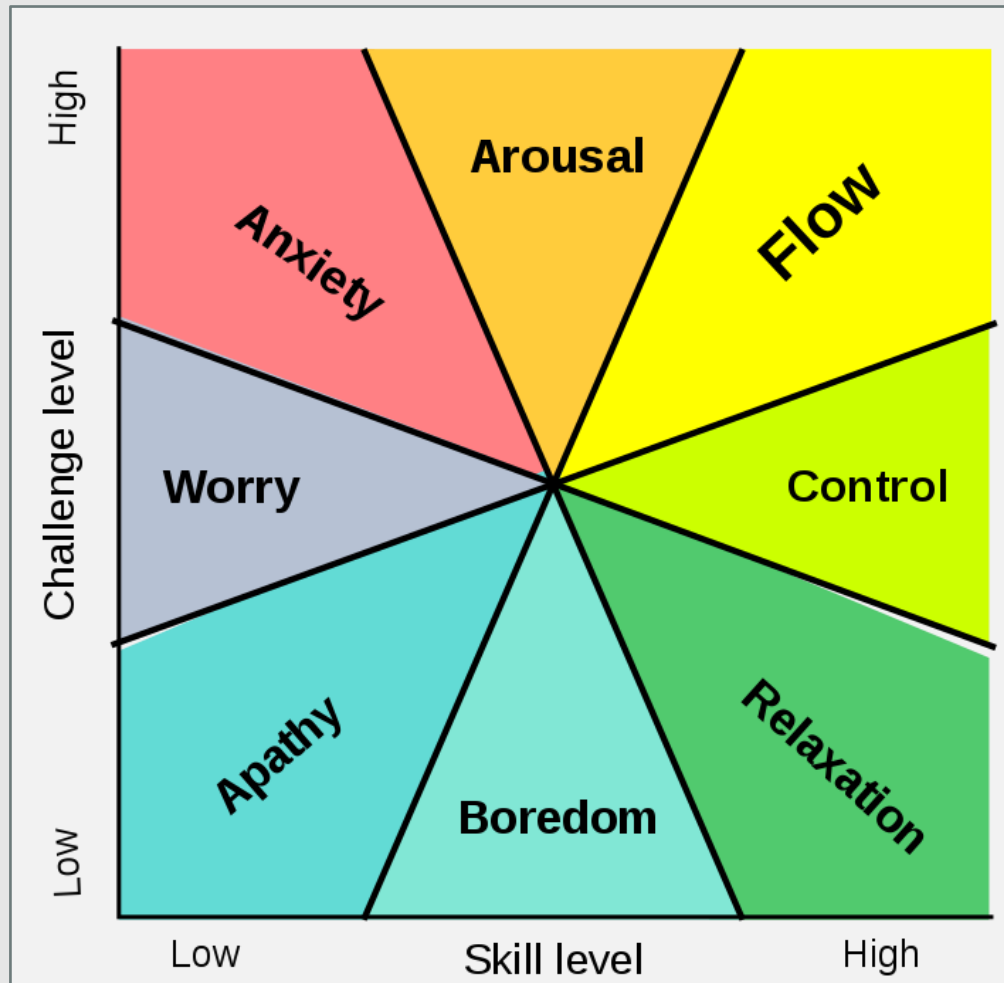 High
Arousal
Flow
Anxiety
Challenge level
Worry
Control
Apathy
Relaxation
Boredom
Low
Low
Skill level
High